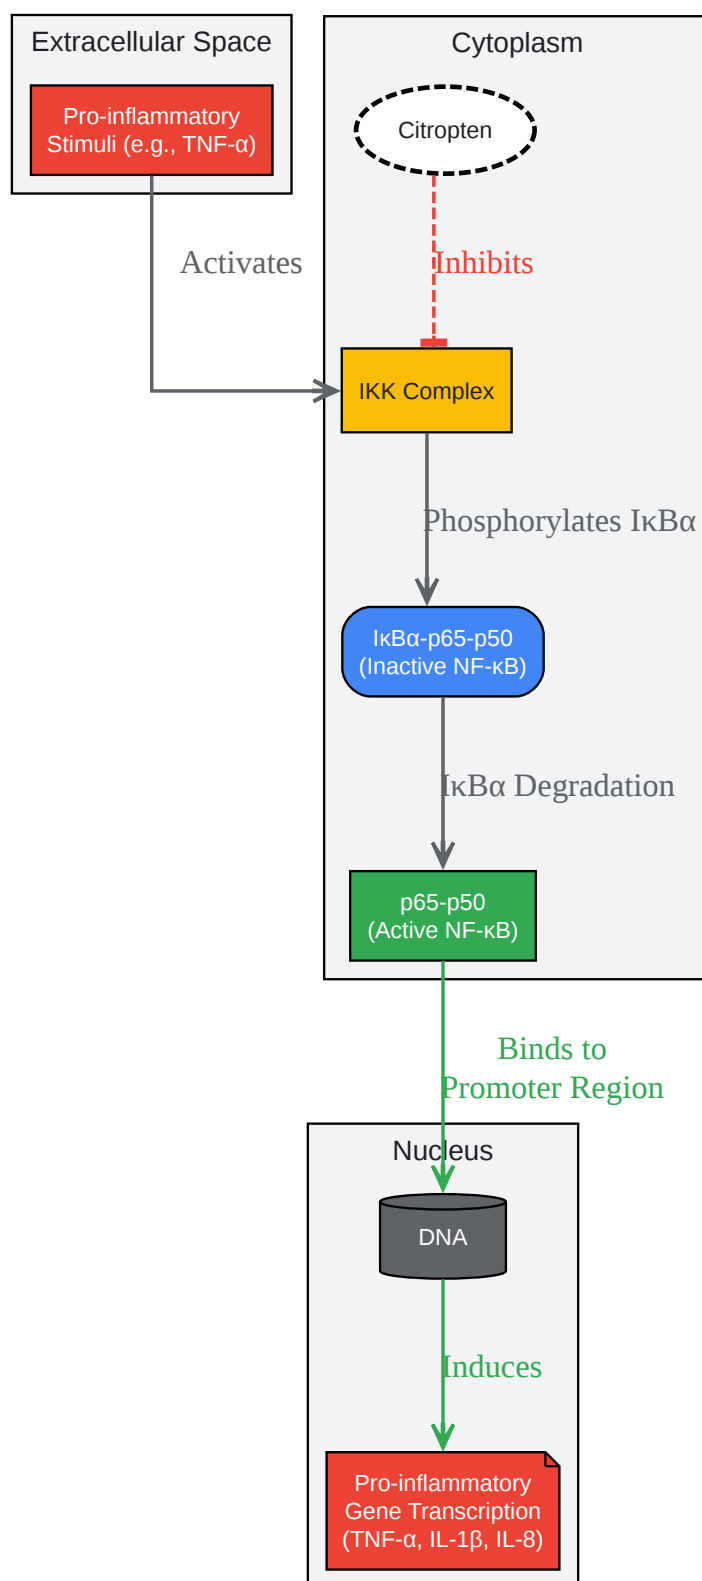 Extracellular Space
Cytoplasm
Pro-inflammatory
Stimuli (e.g., TNF-α)
Citropten
Activates
Inhibits
IKK Complex
Phosphorylates IκBα
IκBα-p65-p50
(Inactive NF-κB)
IκBα Degradation
p65-p50
(Active NF-κB)
Binds to
Promoter Region
Nucleus
DNA
Induces
Pro-inflammatory
Gene Transcription
(TNF-α, IL-1β, IL-8)